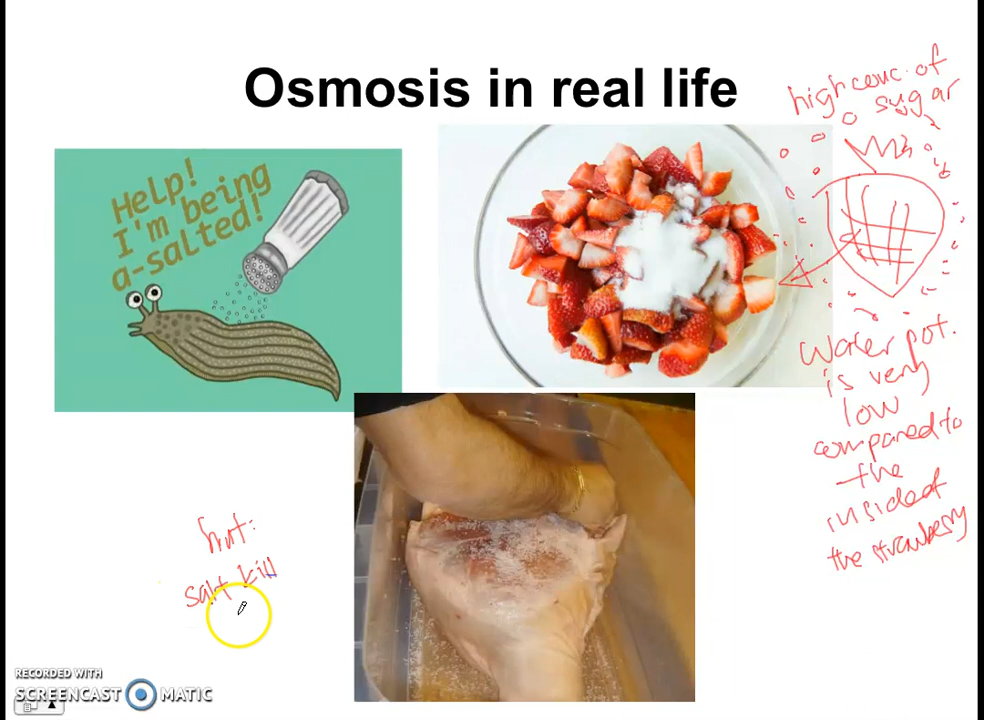 Osmosis in real life
Help!
I'm being
a-salted!
high conc. of
sugar
Water pot.
is very
low
compared to
the
inside of
the strawberry
hint:
salt kill
RECORDED WITH
SCREENCAST MATIC